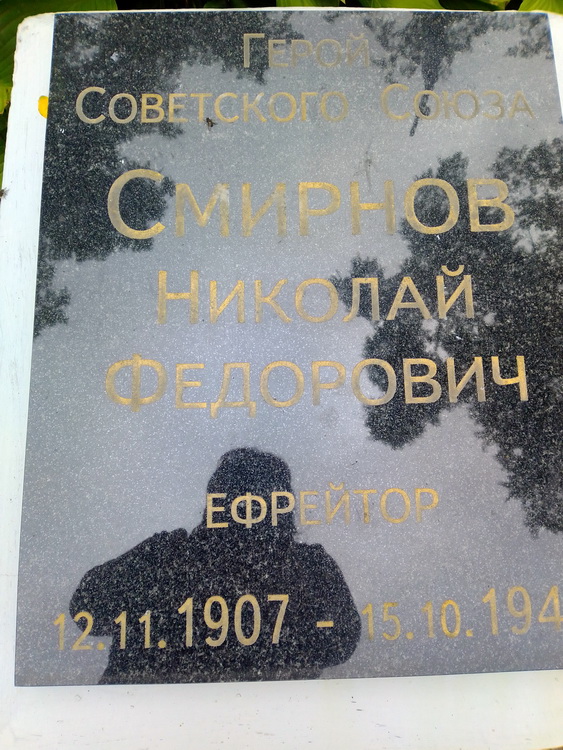 Герой
Советского Союза
Смирнов
Николай
Федорович
ефрейтор
12.11.1907 - 15.10.194